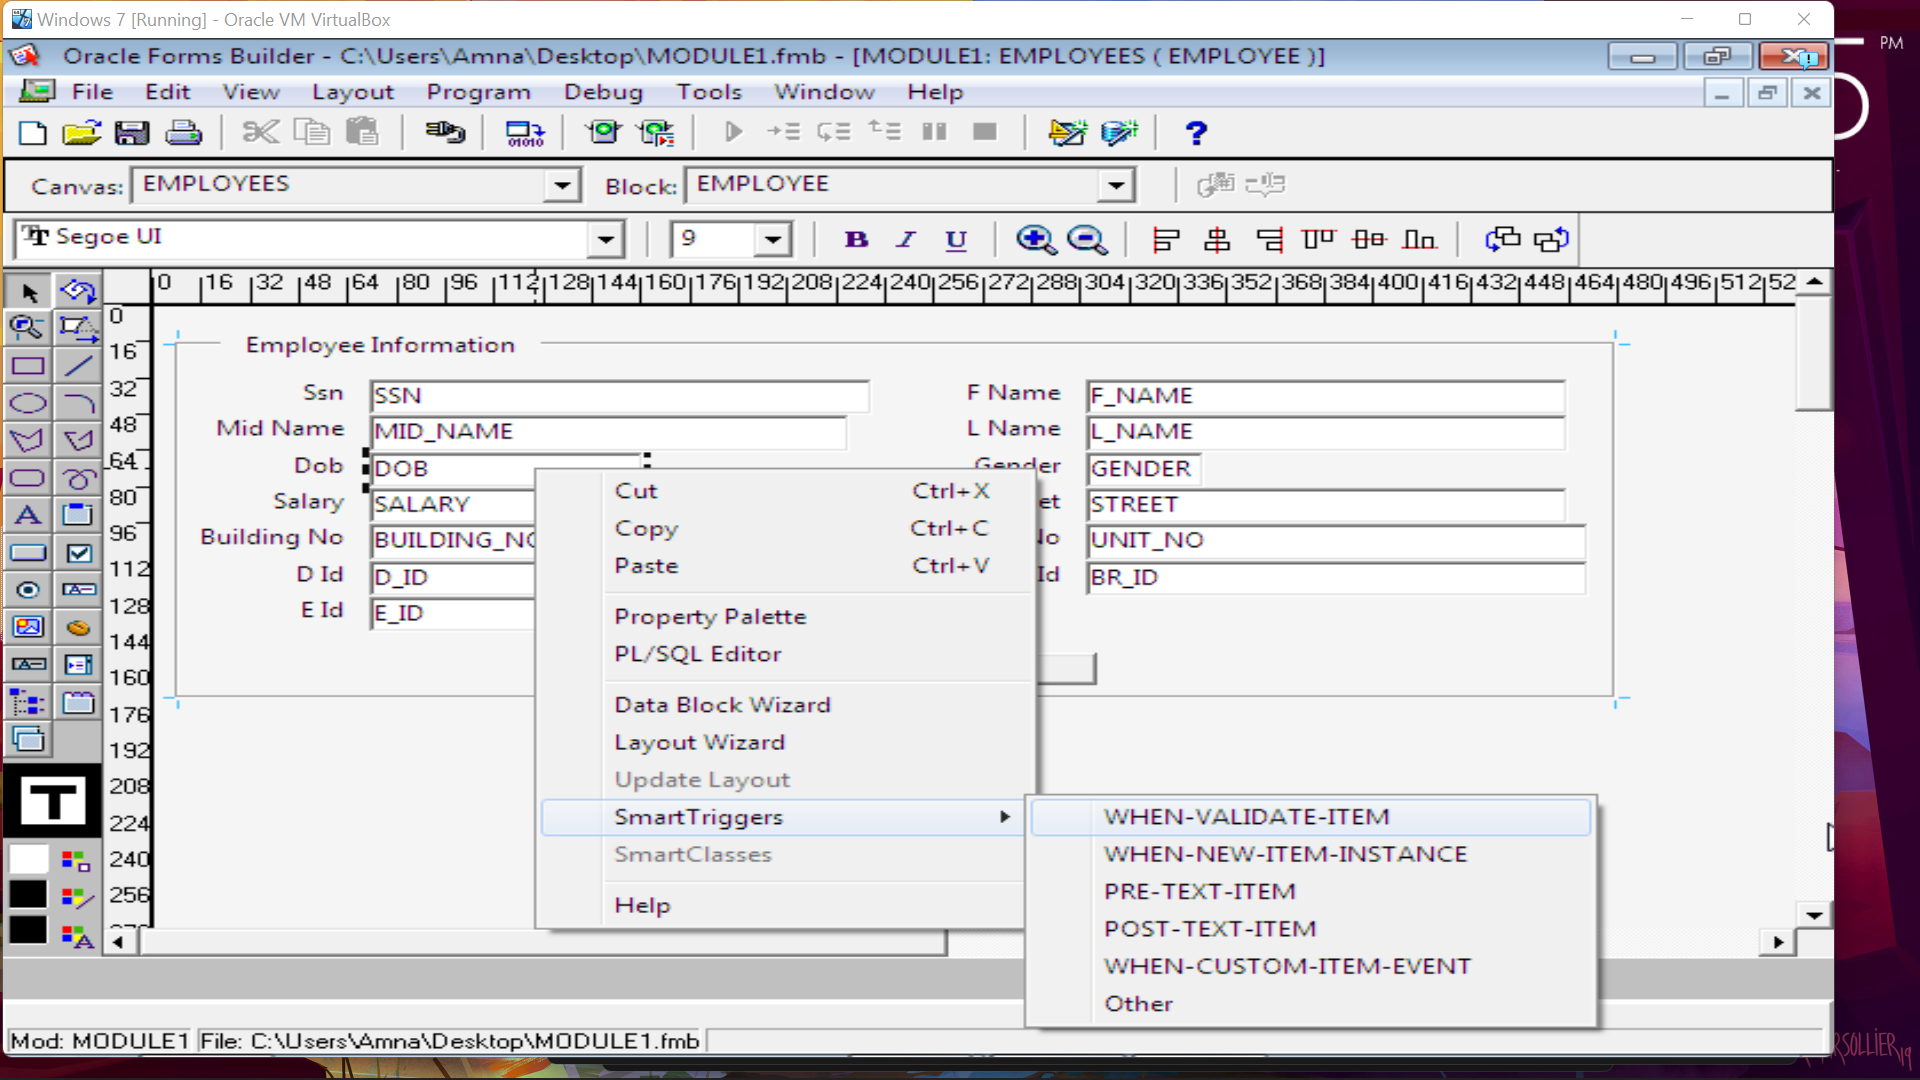 Windows 7 [Running] - Oracle VM VirtualBox
PM
Oracle Forms Builder - C:\Users\Amna\Desktop\MODULE1.fmb - [MODULE1: EMPLOYEES ( EMPLOYEE )]
File Edit View Layout Program Debug Tools Window Help
Canvas: EMPLOYEES Block: EMPLOYEE
Segoe UI 9 B I U
0 16 32 48 64 80 96 112 128 144 160 176 192 208 224 240 256 272 288 304 320 336 352 368 384 400 416 432 448 464 480 496 512 52
0
16
32
48
64
80
96
112
128
144
160
176
192
208
224
240
256
Employee Information
Ssn SSN F Name F_NAME
Mid Name MID_NAME L Name L_NAME
Dob DOB Gender GENDER
Salary SALARY et STREET
Building No BUILDING_NO No UNIT_NO
D Id D_ID Id BR_ID
E Id E_ID
Cut Ctrl+X
Copy Ctrl+C
Paste Ctrl+V
Property Palette
PL/SQL Editor
Data Block Wizard
Layout Wizard
Update Layout
SmartTriggers
SmartClasses
Help
WHEN-VALIDATE-ITEM
WHEN-NEW-ITEM-INSTANCE
PRE-TEXT-ITEM
POST-TEXT-ITEM
WHEN-CUSTOM-ITEM-EVENT
Other
Mod: MODULE1 File: C:\Users\Amna\Desktop\MODULE1.fmb